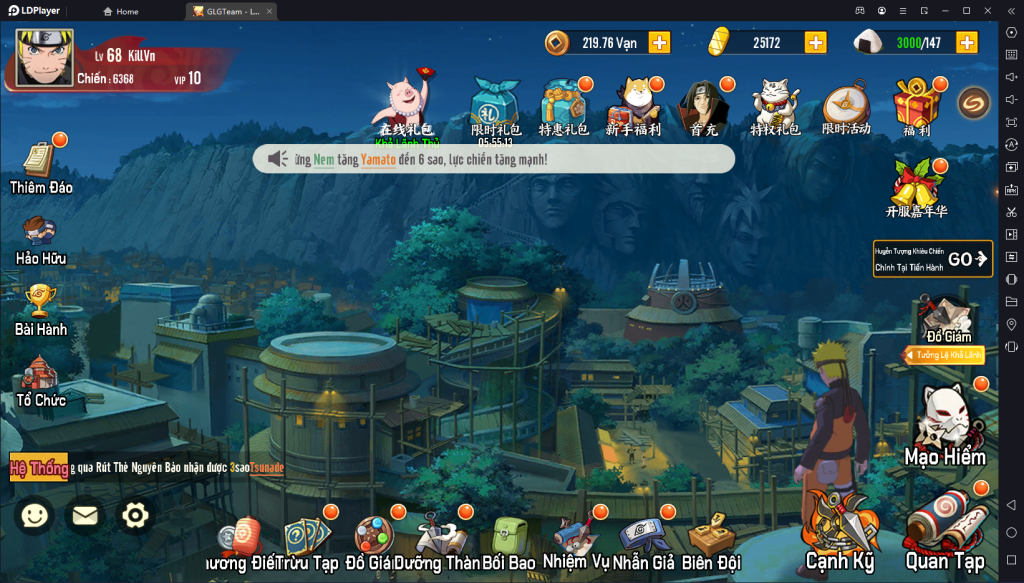 LDPlayer
Home
GLGTeam - L...
Lv 68 KillVn
Chiến : 6368
VIP 10
219.76 Vạn
25172
3000/147
在线礼包
Khả Lãnh Thủ
限时礼包
05:55:13
特惠礼包
新手福利
首充
特权礼包
限时活动
福利
ừng Nem tăng Yamato đến 6 sao, lực chiến tăng mạnh!
Thiêm Đáo
开服嘉年华
Hảo Hữu
Huyễn Tượng Khiêu Chiến
Chính Tại Tiến Hành
GO
Bài Hành
Đồ Giám
Tưởng Lệ Khả Lãnh
Tổ Chức
Mạo Hiểm
Hệ Thống
g qua Rút Thẻ Nguyên Bảo nhận được 3saoTsunade
ương Điếm
Trừu Tạp
Đồ Giám
Dưỡng Thành
Bối Bao
Nhiệm Vụ
Nhẫn Giả
Biên Đội
Cạnh Kỹ
Quan Tạp